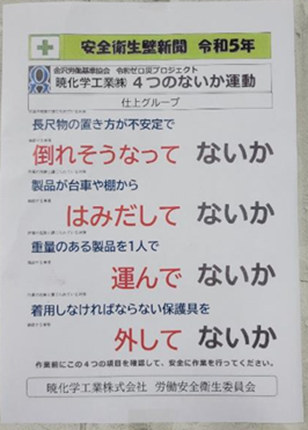 安全衛生壁新聞 令和5年
金沢労働基準協会 令和ゼロ災プロジェクト
暁化学工業㈱ 4つのないか運動
仕上グループ
長尺物の置き方が不安定で
倒れそうなって ないか
製品が台車や棚から
はみだして ないか
重量のある製品を1人で
運んで ないか
着用しなければならない保護具を
外して ないか
作業前にこの4つの項目を確認して、安全に作業を行ってください。
暁化学工業株式会社 労働安全衛生委員会